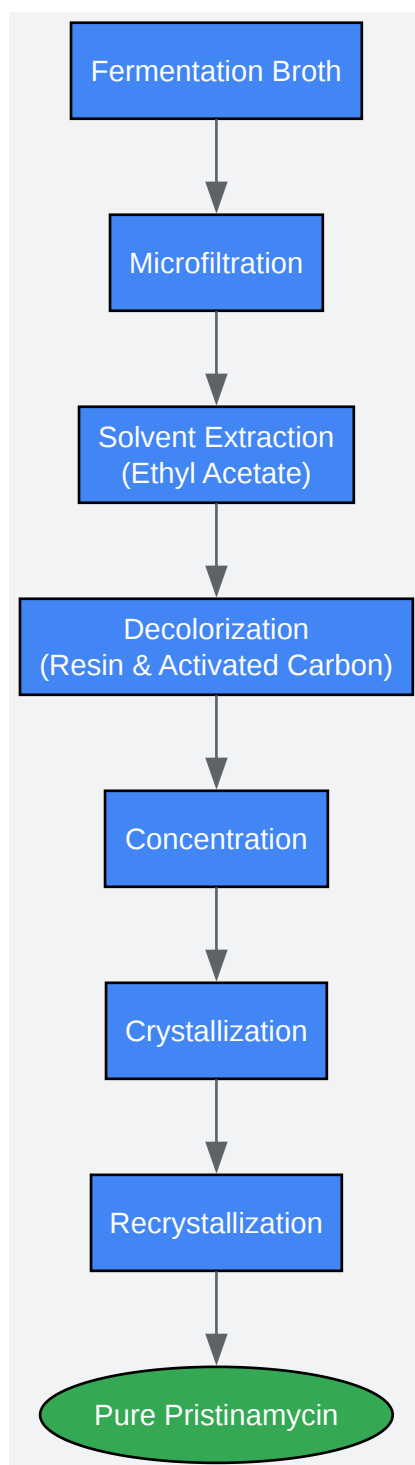 Fermentation Broth
Microfiltration
Solvent Extraction
(Ethyl Acetate)
Decolorization
(Resin & Activated Carbon)
Concentration
Crystallization
Recrystallization
Pure Pristinamycin